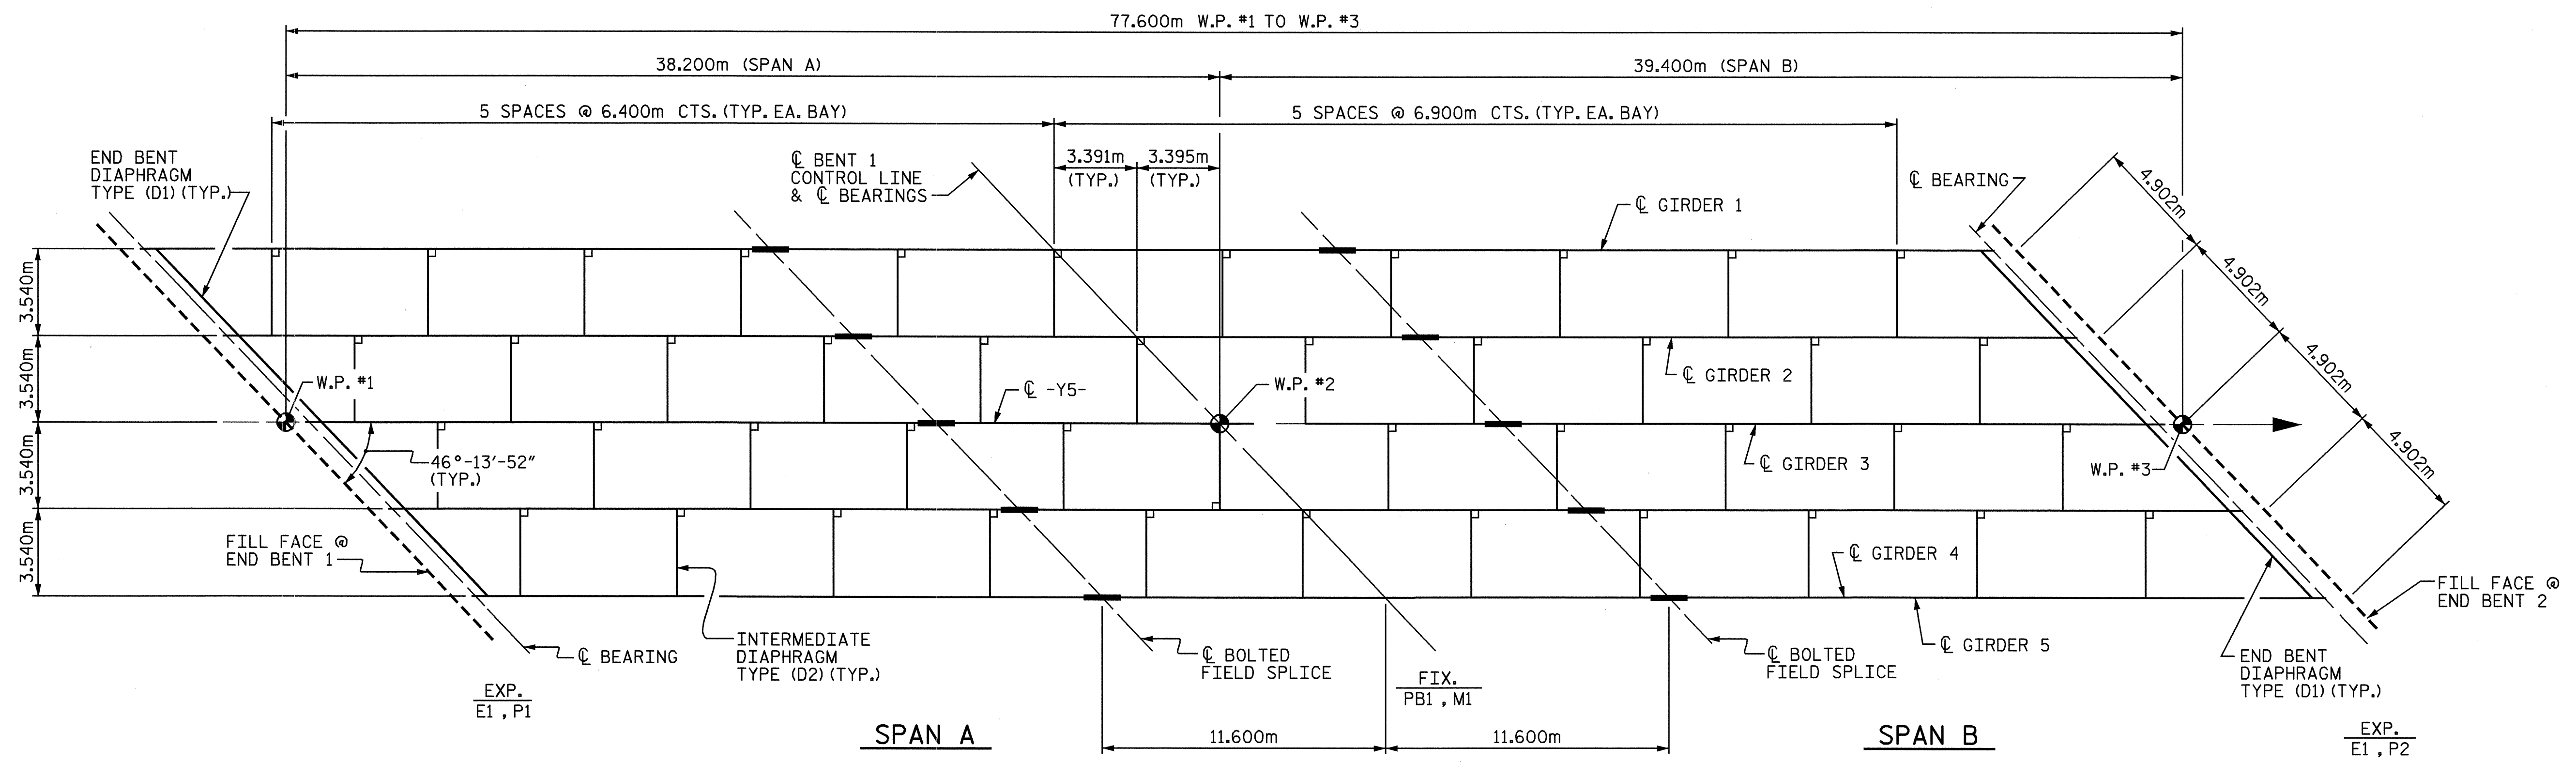 77.600m W.P. #1 TO W.P. #3
38.200m (SPAN A)
39.400m (SPAN B)
5 SPACES @ 6.400m CTS. (TYP. EA. BAY)
5 SPACES @ 6.900m CTS. (TYP. EA. BAY)
END BENT
DIAPHRAGM
TYPE (D1) (TYP.)
℄ BENT 1
CONTROL LINE
& ℄ BEARINGS
3.391m
(TYP.)
3.395m
(TYP.)
℄ GIRDER 1
℄ BEARING
4.902m
4.902m
4.902m
4.902m
3.540m
3.540m
3.540m
3.540m
W.P. #1
℄ -Y5-
W.P. #2
℄ GIRDER 2
46°-13'-52"
(TYP.)
℄ GIRDER 3
W.P. #3
FILL FACE @
END BENT 1
℄ GIRDER 4
FILL FACE @
END BENT 2
℄ BEARING
INTERMEDIATE
DIAPHRAGM
TYPE (D2) (TYP.)
℄ BOLTED
FIELD SPLICE
℄ BOLTED
FIELD SPLICE
℄ GIRDER 5
END BENT
DIAPHRAGM
TYPE (D1) (TYP.)
EXP.
E1 , P1
FIX.
PB1 , M1
EXP.
E1 , P2
SPAN A
11.600m
11.600m
SPAN B